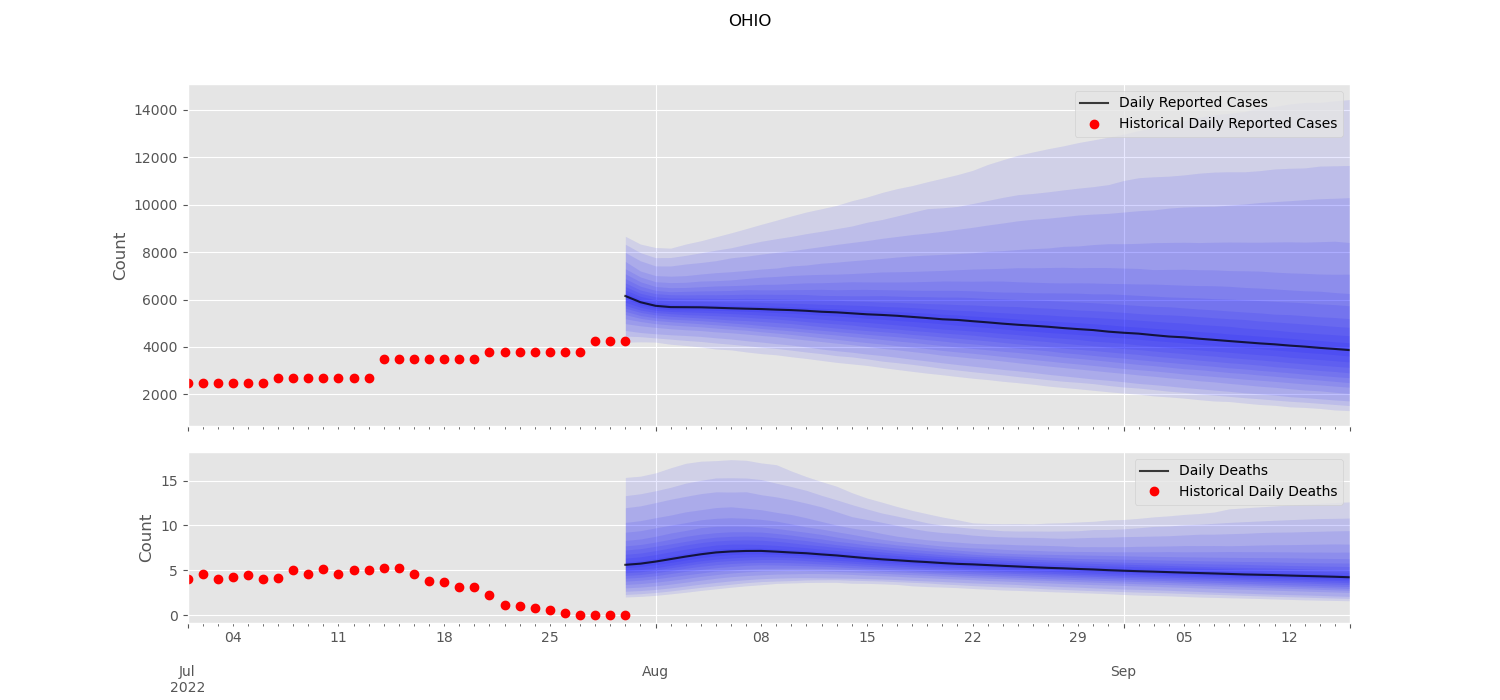 OHIO
14000
12000
10000
8000
6000
4000
2000
Count
Daily Reported Cases
Historical Daily Reported Cases
15
10
5
0
Count
Daily Deaths
Historical Daily Deaths
04 11 18 25 08 15 22 29 05 12
Jul Aug Sep
2022